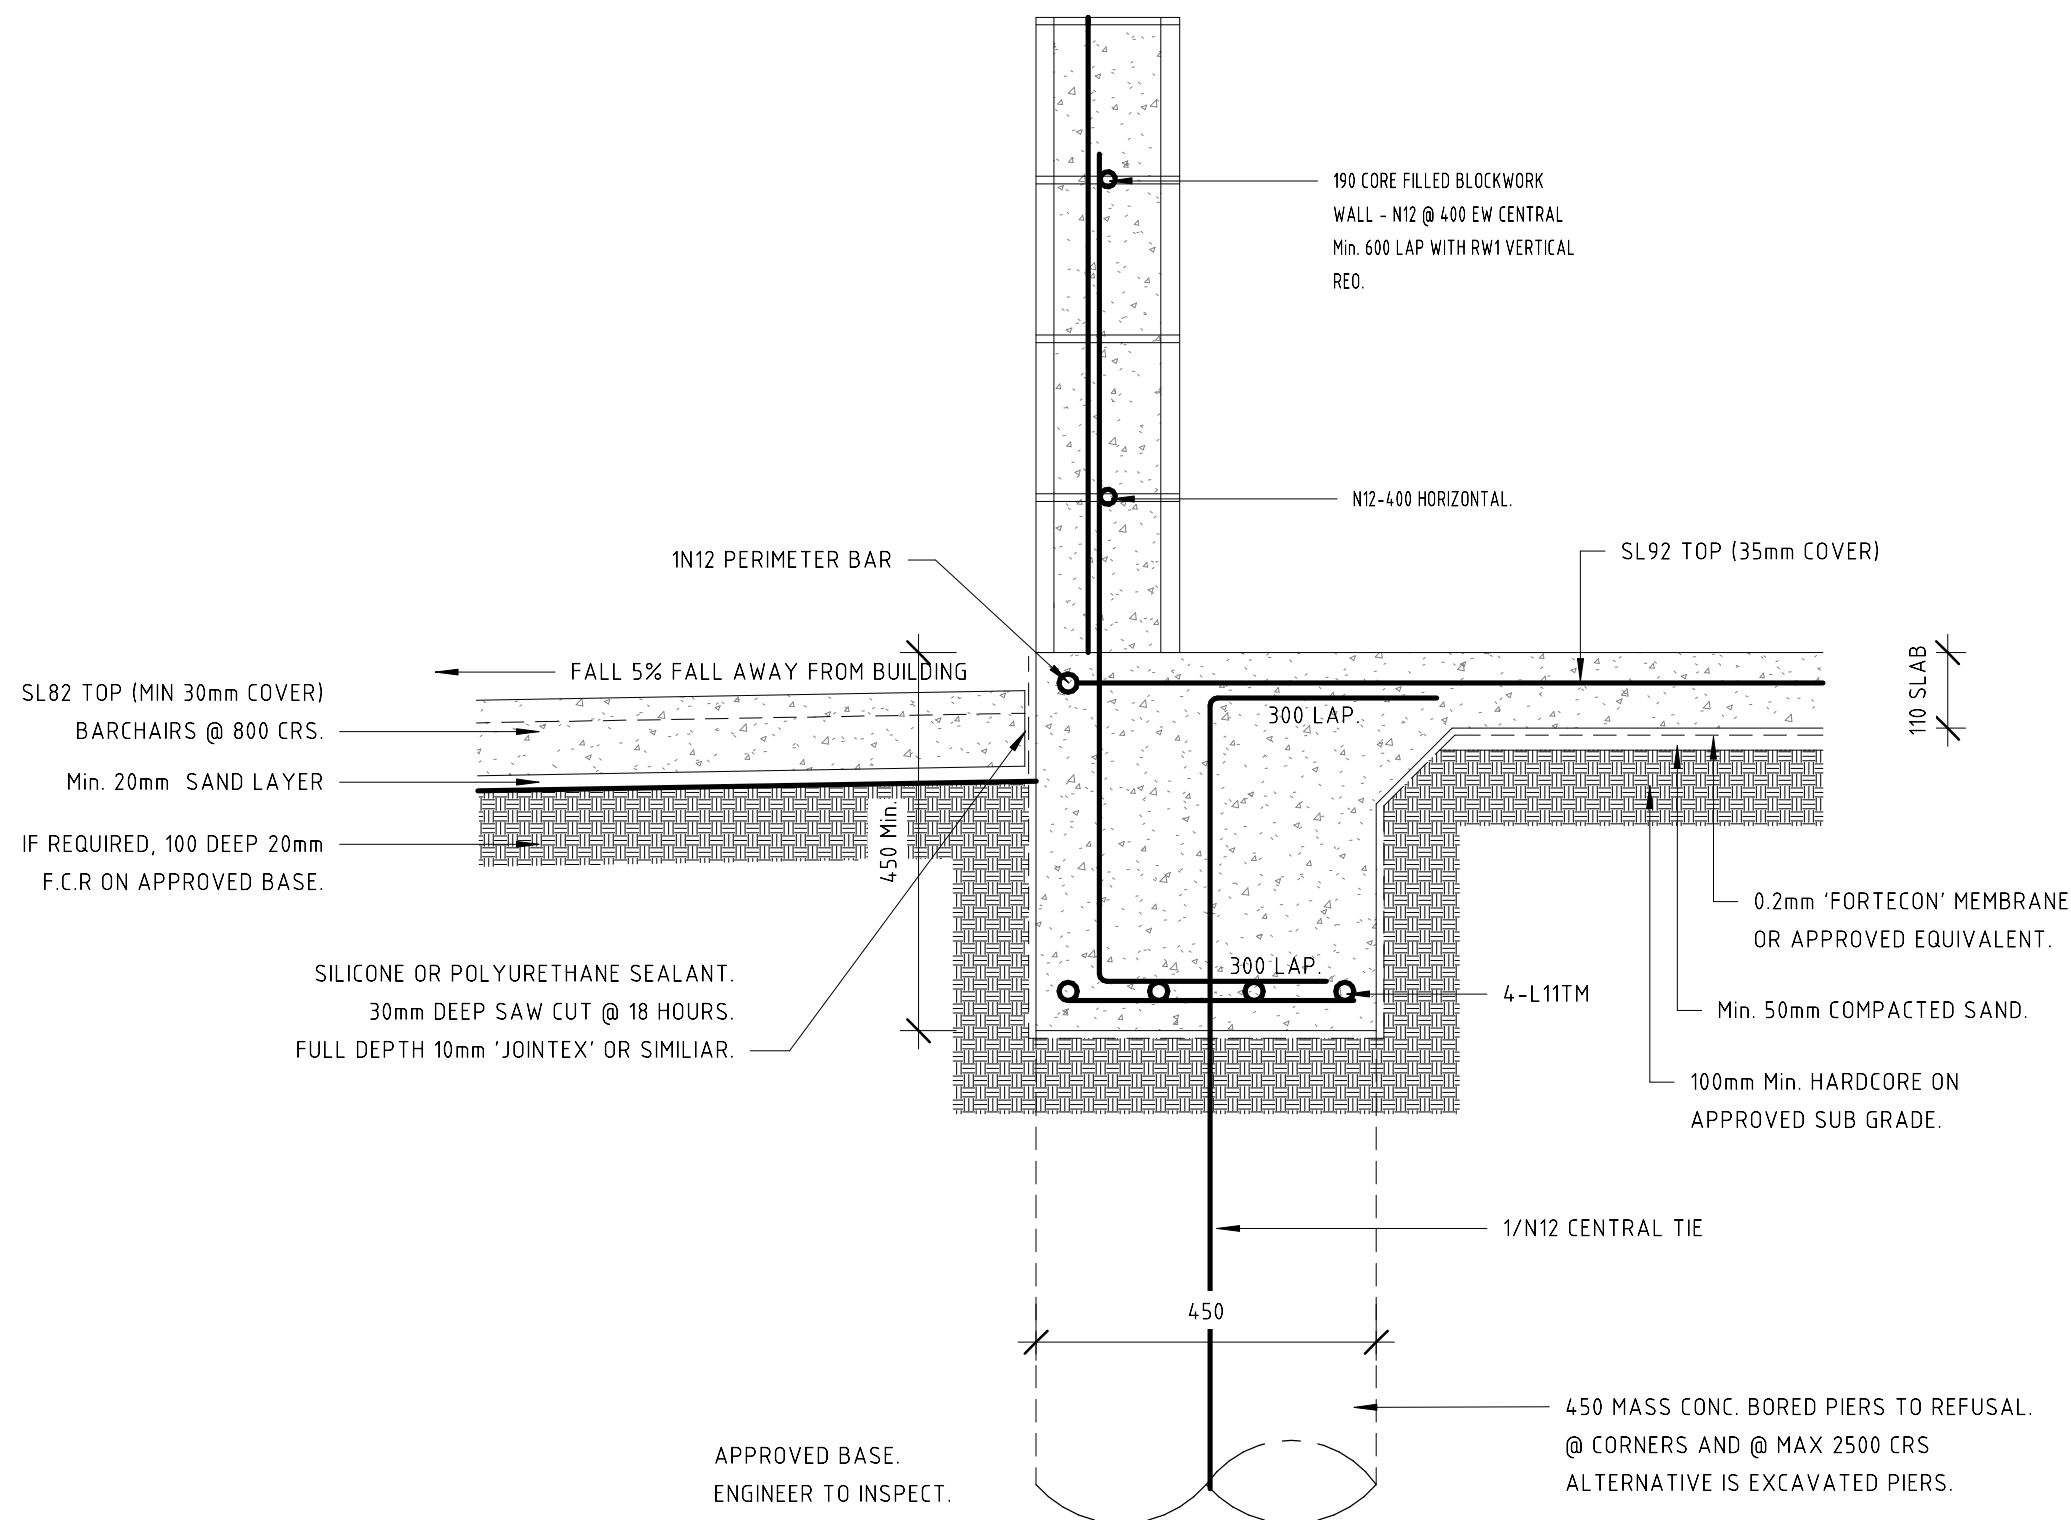 190 CORE FILLED BLOCKWORK
WALL - N12 @ 400 EW CENTRAL
Min. 600 LAP WITH RW1 VERTICAL
REO.
N12-400 HORIZONTAL.
1N12 PERIMETER BAR
SL92 TOP (35mm COVER)
FALL 5% FALL AWAY FROM BUILDING
110 SLAB
SL82 TOP (MIN 30mm COVER)
BARCHAIRS @ 800 CRS.
300 LAP.
Min. 20mm SAND LAYER
IF REQUIRED, 100 DEEP 20mm
F.C.R ON APPROVED BASE.
450 Min.
0.2mm 'FORTECON' MEMBRANE
OR APPROVED EQUIVALENT.
SILICONE OR POLYURETHANE SEALANT.
30mm DEEP SAW CUT @ 18 HOURS.
FULL DEPTH 10mm 'JOINTEX' OR SIMILIAR.
300 LAP.
4-L11TM
Min. 50mm COMPACTED SAND.
100mm Min. HARDCORE ON
APPROVED SUB GRADE.
1/N12 CENTRAL TIE
450
450 MASS CONC. BORED PIERS TO REFUSAL.
@ CORNERS AND @ MAX 2500 CRS
ALTERNATIVE IS EXCAVATED PIERS.
APPROVED BASE.
ENGINEER TO INSPECT.